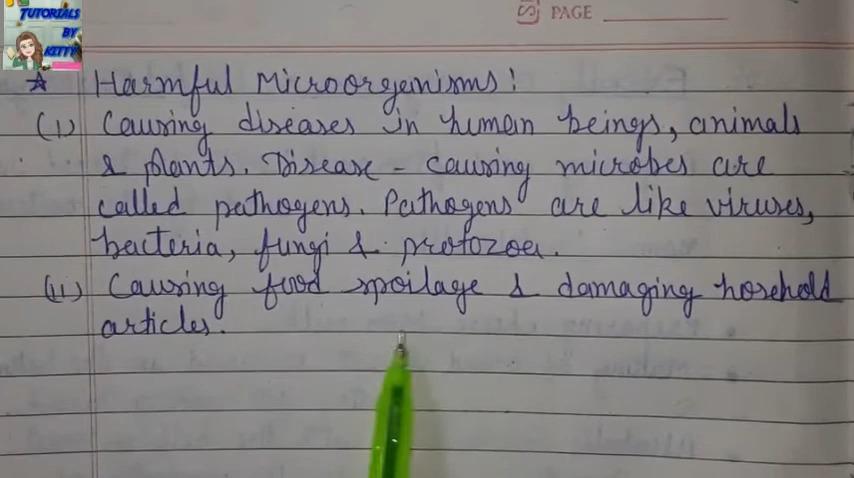 TUTORIALS
BY
KITTY
PAGE
☆ Harmful Microorganisms:
(i) Causing diseases in human beings, animals
& plants. Disease - causing microbes are
called pathogens. Pathogens are like viruses,
bacteria, fungi & protozoa.
(ii) Causing food spoilage & damaging hosehold
articles.